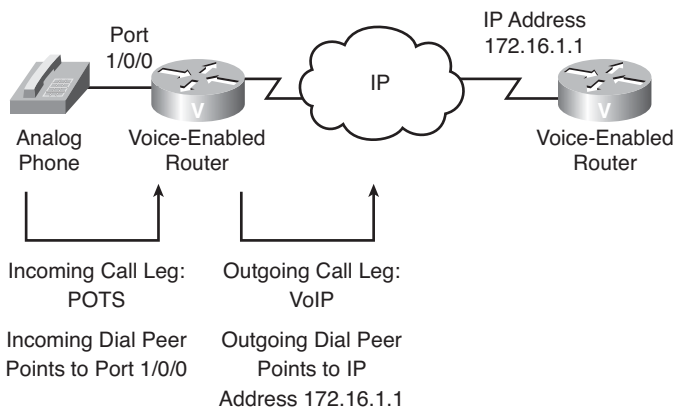 Port
1/0/0
IP Address
172.16.1.1
IP
V
V
Analog
Phone
Voice-Enabled
Router
Voice-Enabled
Router
Incoming Call Leg:
POTS
Outgoing Call Leg:
VoIP
Incoming Dial Peer
Points to Port 1/0/0
Outgoing Dial Peer
Points to IP
Address 172.16.1.1